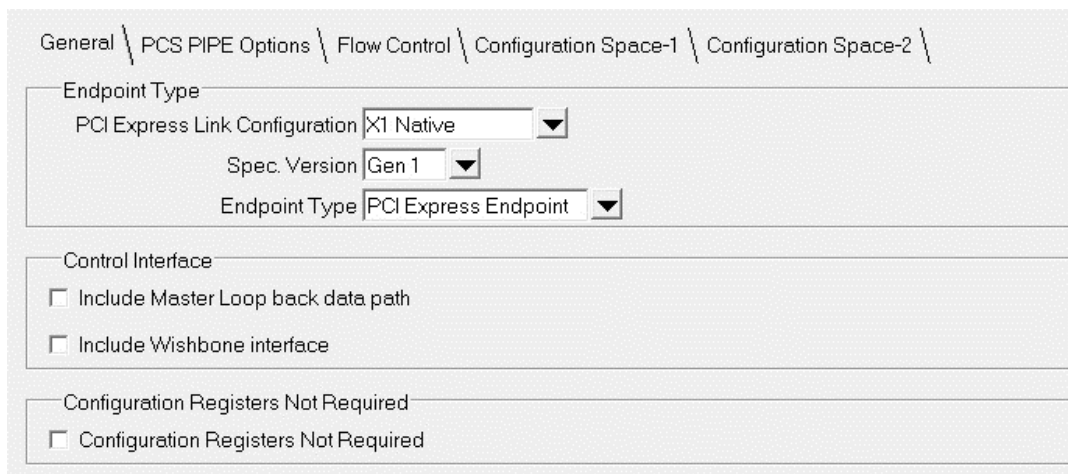 General \ PCS PIPE Options \ Flow Control \ Configuration Space-1 \ Configuration Space-2 \
Endpoint Type
PCI Express Link Configuration X1 Native
Spec. Version Gen 1
Endpoint Type PCI Express Endpoint
Control Interface
Include Master Loop back data path
Include Wishbone interface
Configuration Registers Not Required
Configuration Registers Not Required